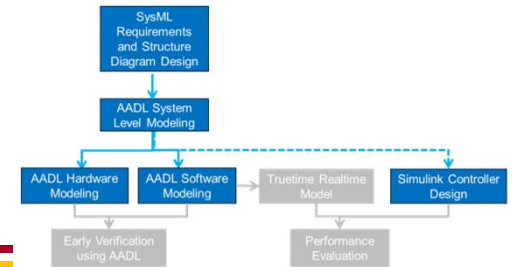 SysML
Requirements
and Structure
Diagram Design
AADL System
Level Modeling
AADL Hardware
Modeling
AADL Software
Modeling
Truetime Realtime
Model
Simulink Controller
Design
Early Verification
using AADL
Performance
Evaluation